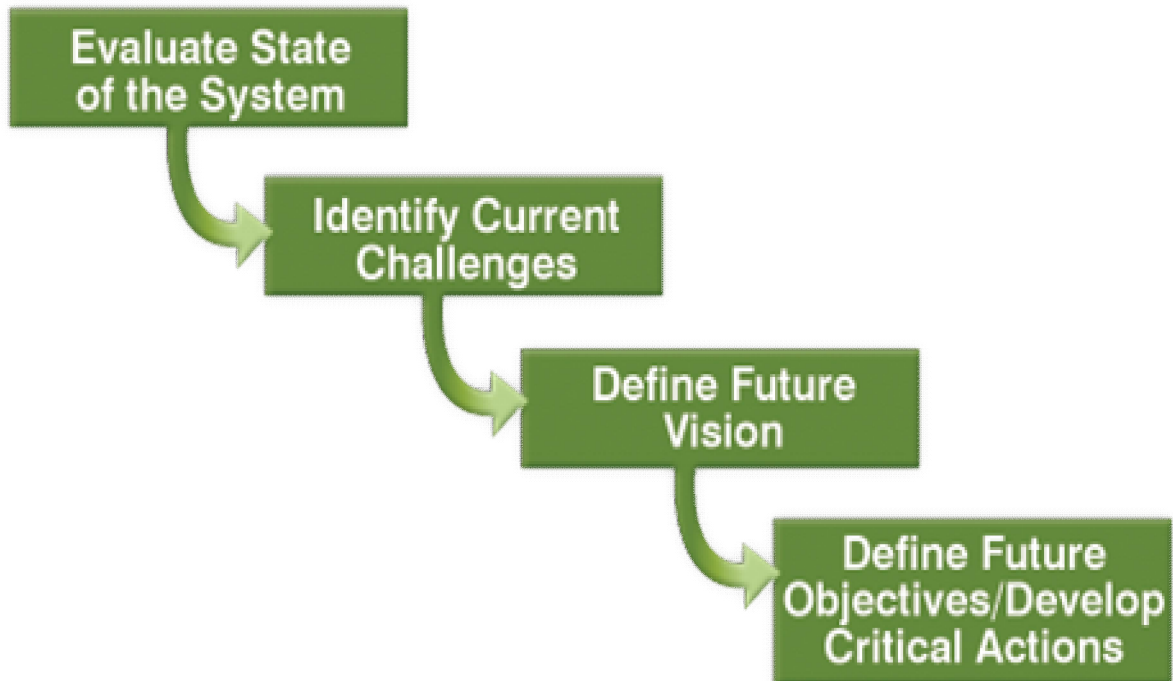 Evaluate State
of the System
Identify Current
Challenges
Define Future
Vision
Define Future
Objectives/Develop
Critical Actions